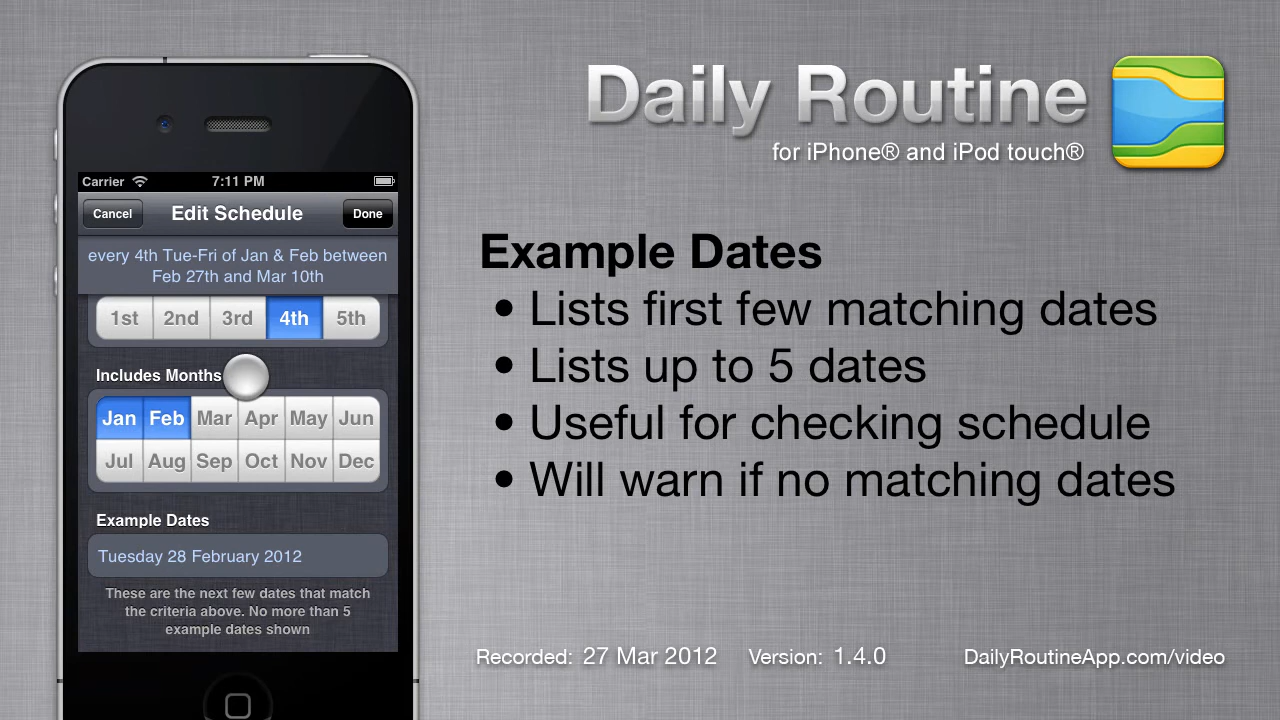 Daily Routine
for iPhone® and iPod touch®
Carrier 7:11 PM
Cancel Edit Schedule Done
every 4th Tue-Fri of Jan & Feb between
Feb 27th and Mar 10th
1st 2nd 3rd 4th 5th
Includes Months
Jan Feb Mar Apr May Jun
Jul Aug Sep Oct Nov Dec
Example Dates
Tuesday 28 February 2012
These are the next few dates that match
the criteria above. No more than 5
example dates shown
Example Dates
• Lists first few matching dates
• Lists up to 5 dates
• Useful for checking schedule
• Will warn if no matching dates
Recorded: 27 Mar 2012 Version: 1.4.0 DailyRoutineApp.com/video